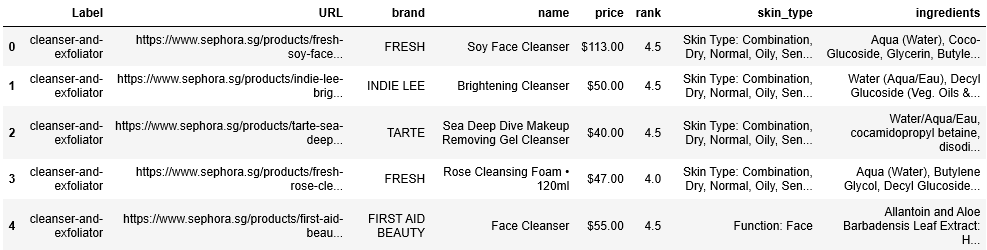 Label URL brand name price rank skin_type ingredients
0 cleanser-and-exfoliator https://www.sephora.sg/products/fresh-soy-face... FRESH Soy Face Cleanser $113.00 4.5 Skin Type: Combination, Dry, Normal, Oily, Sen... Aqua (Water), Coco-Glucoside, Glycerin, Butyle...
1 cleanser-and-exfoliator https://www.sephora.sg/products/indie-lee-brig... INDIE LEE Brightening Cleanser $50.00 4.5 Skin Type: Combination, Dry, Normal, Oily, Sen... Water (Aqua/Eau), Decyl Glucoside (Veg. Oils &...
2 cleanser-and-exfoliator https://www.sephora.sg/products/tarte-sea-deep... TARTE Sea Deep Dive Makeup Removing Gel Cleanser $40.00 4.5 Skin Type: Combination, Dry, Normal, Oily, Sen... Water/Aqua/Eau, cocamidopropyl betaine, disodi...
3 cleanser-and-exfoliator https://www.sephora.sg/products/fresh-rose-cle... FRESH Rose Cleansing Foam • 120ml $47.00 4.0 Skin Type: Combination, Dry, Normal, Oily, Sen... Aqua (Water), Butylene Glycol, Decyl Glucoside...
4 cleanser-and-exfoliator https://www.sephora.sg/products/first-aid-beau... FIRST AID BEAUTY Face Cleanser $55.00 4.5 Function: Face Allantoin and Aloe Barbadensis Leaf Extract: H...